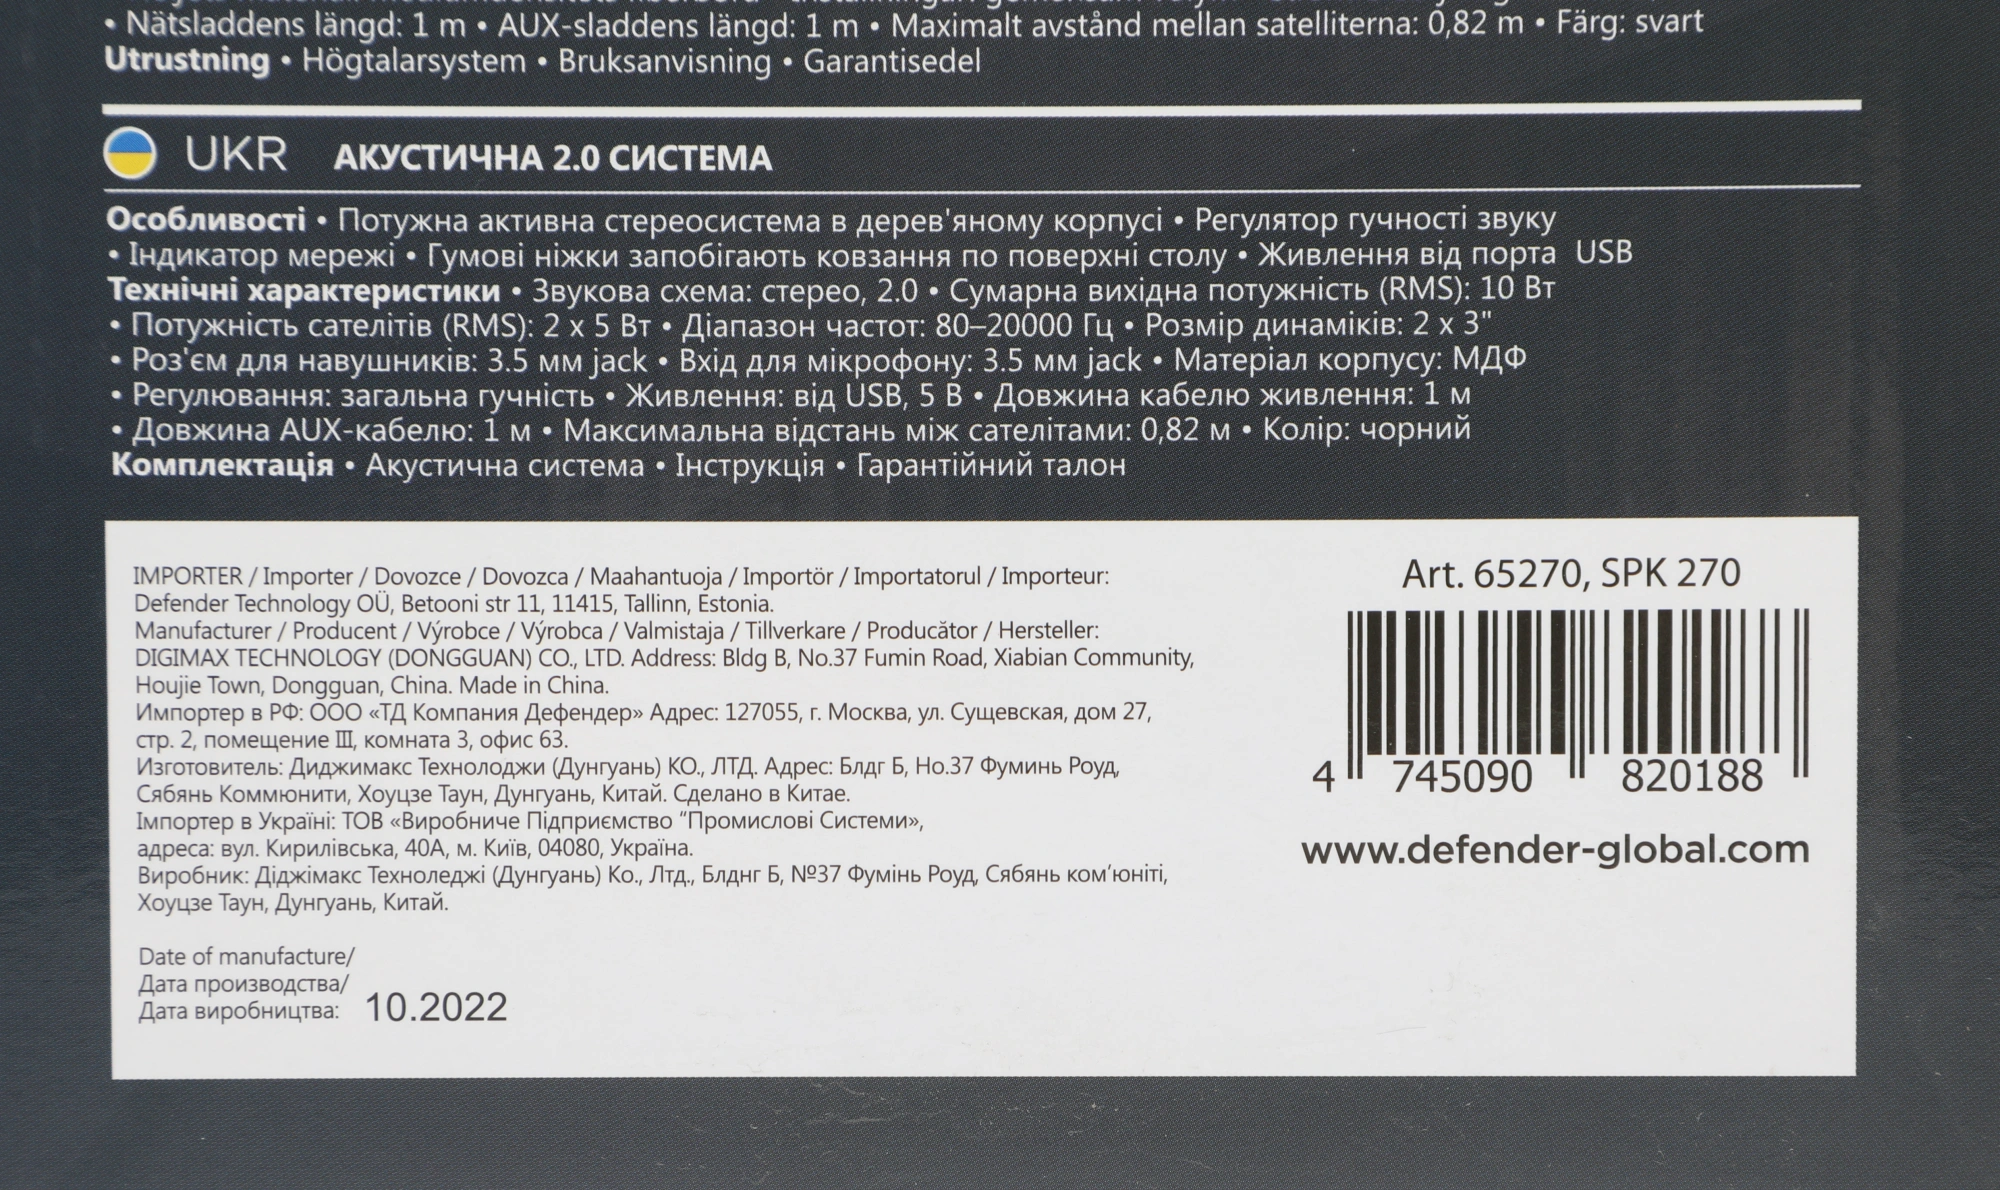 • Nätsladdens längd: 1 m • AUX-sladdens längd: 1 m • Maximalt avstånd mellan satelliterna: 0,82 m • Färg: svart
Utrustning • Högtalarsystem • Bruksanvisning • Garantisedel
UKR АКУСТИЧНА 2.0 СИСТЕМА
Особливості • Потужна активна стереосистема в дерев'яному корпусі • Регулятор гучності звуку
• Індикатор мережі • Гумові ніжки запобігають ковзання по поверхні столу • Живлення від порта USB
Технічні характеристики • Звукова схема: стерео, 2.0 • Сумарна вихідна потужність (RMS): 10 Вт
• Потужність сателітів (RMS): 2 x 5 Вт • Діапазон частот: 80–20000 Гц • Розмір динаміків: 2 x 3"
• Роз'єм для навушників: 3.5 мм jack • Вхід для мікрофону: 3.5 мм jack • Матеріал корпусу: МДФ
• Регулювання: загальна гучність • Живлення: від USB, 5 В • Довжина кабелю живлення: 1 м
• Довжина AUX-кабелю: 1 м • Максимальна відстань між сателітами: 0,82 м • Колір: чорний
Комплектація • Акустична система • Інструкція • Гарантійний талон
IMPORTER / Importer / Dovozce / Dovozca / Maahantuoja / Importör / Importatorul / Importeur:
Defender Technology OÜ, Betooni str 11, 11415, Tallinn, Estonia.
Manufacturer / Producent / Výrobce / Výrobca / Valmistaja / Tillverkare / Producător / Hersteller:
DIGIMAX TECHNOLOGY (DONGGUAN) CO., LTD. Address: Bldg B, No.37 Fumin Road, Xiabian Community,
Houjie Town, Dongguan, China. Made in China.
Импортер в РФ: ООО «ТД Компания Дефендер» Адрес: 127055, г. Москва, ул. Сущевская, дом 27,
стр. 2, помещение III, комната 3, офис 63.
Изготовитель: Диджимакс Технолоджи (Дунгуань) КО., ЛТД. Адрес: Блдг Б, Но.37 Фуминь Роуд,
Сябянь Коммюнити, Хоуцзе Таун, Дунгуань, Китай. Сделано в Китае.
Імпортер в Україні: ТОВ «Виробниче Підприємство "Промислові Системи»,
адреса: вул. Кирилівська, 40А, м. Київ, 04080, Україна.
Виробник: Діджімакс Техноледжі (Дунгуань) Ко., Лтд., Блднг Б, №37 Фумінь Роуд, Сябянь ком'юніті,
Хоуцзе Таун, Дунгуань, Китай.
Date of manufacture/
Дата производства/
Дата виробництва: 10.2022
Art. 65270, SPK 270
4 745090 820188
www.defender-global.com